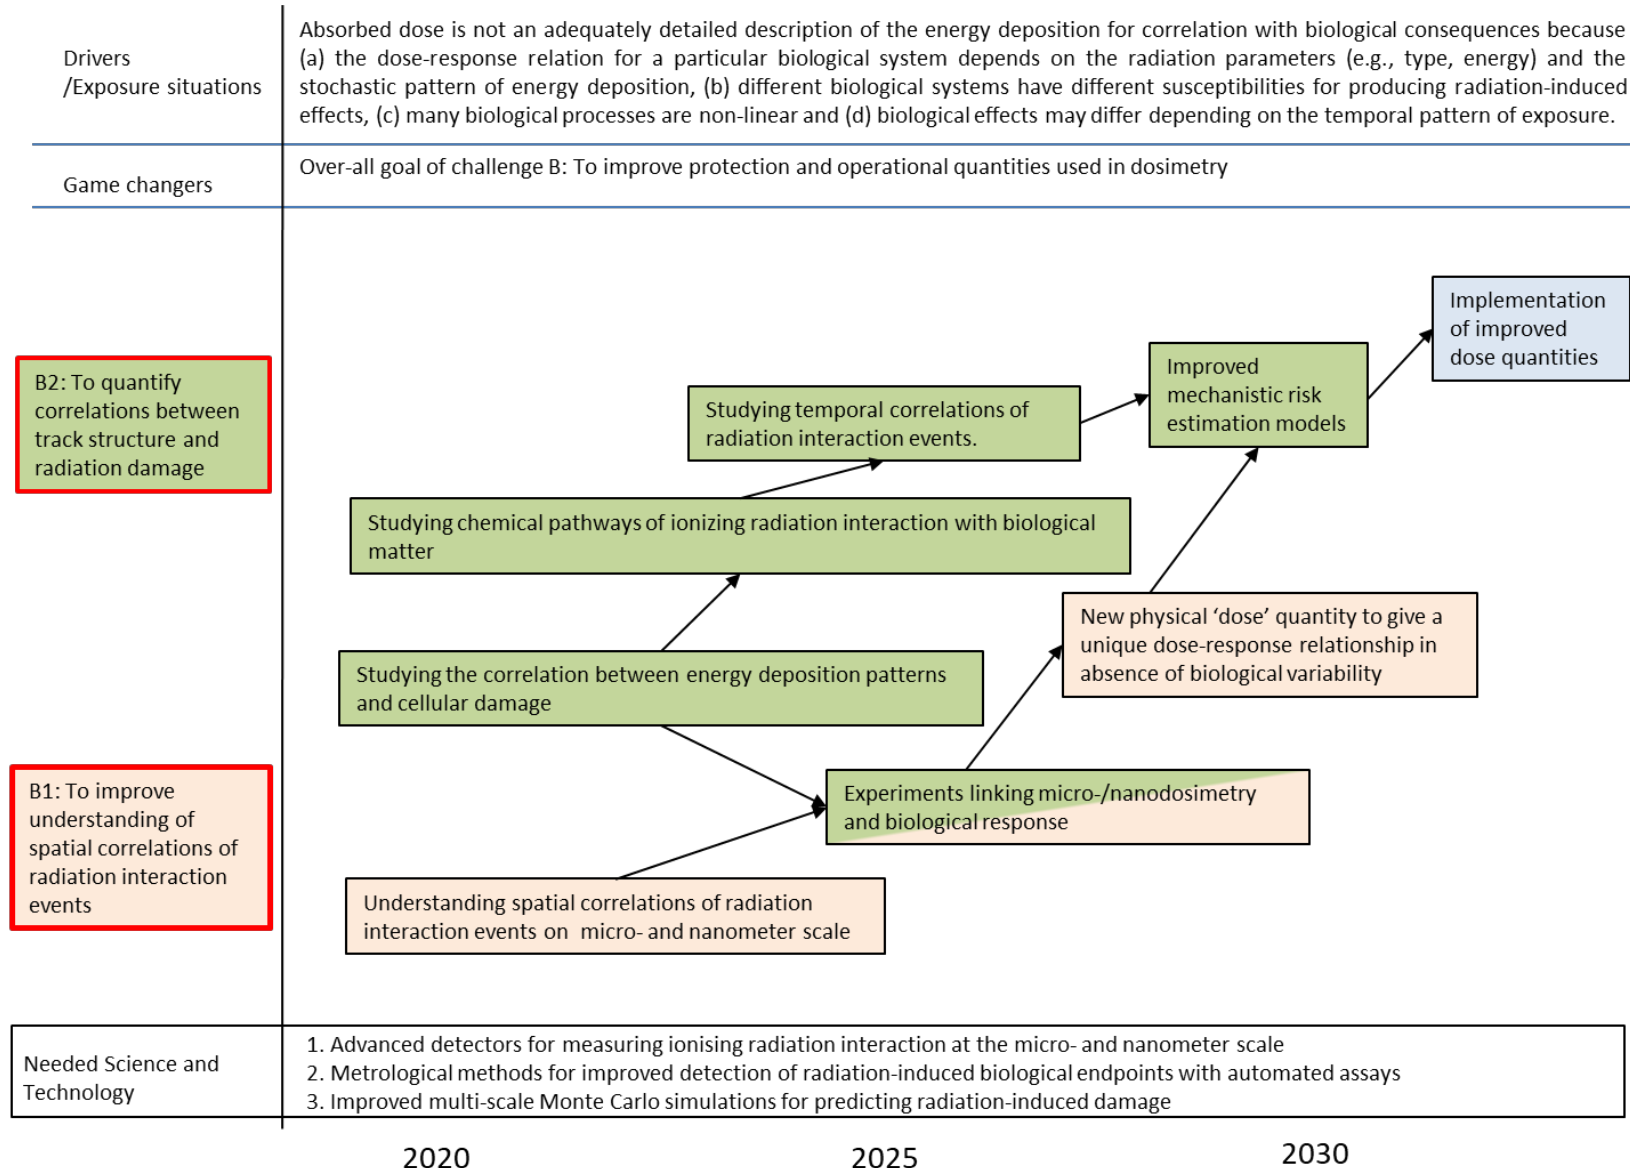 Drivers
/Exposure situations
Absorbed dose is not an adequately detailed description of the energy deposition for correlation with biological consequences because
(a) the dose-response relation for a particular biological system depends on the radiation parameters (e.g., type, energy) and the
stochastic pattern of energy deposition, (b) different biological systems have different susceptibilities for producing radiation-induced
effects, (c) many biological processes are non-linear and (d) biological effects may differ depending on the temporal pattern of exposure.
Game changers
Over-all goal of challenge B: To improve protection and operational quantities used in dosimetry
Implementation
of improved
dose quantities
Improved
mechanistic risk
estimation models
B2: To quantify
correlations between
track structure and
radiation damage
Studying temporal correlations of
radiation interaction events.
Studying chemical pathways of ionizing radiation interaction with biological
matter
New physical ‘dose’ quantity to give a
unique dose-response relationship in
absence of biological variability
Studying the correlation between energy deposition patterns
and cellular damage
B1: To improve
understanding of
spatial correlations of
radiation interaction
events
Experiments linking micro-/nanodosimetry
and biological response
Understanding spatial correlations of radiation
interaction events on micro- and nanometer scale
Needed Science and
Technology
1. Advanced detectors for measuring ionising radiation interaction at the micro- and nanometer scale
2. Metrological methods for improved detection of radiation-induced biological endpoints with automated assays
3. Improved multi-scale Monte Carlo simulations for predicting radiation-induced damage
2020
2025
2030